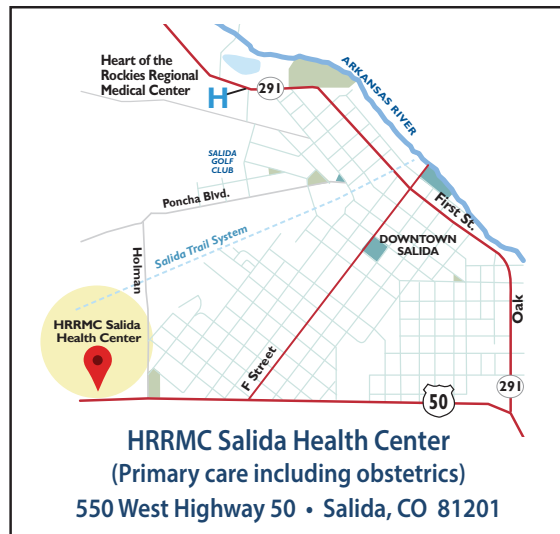 Heart of the
Rockies Regional
Medical Center
H
291
ARKANSAS RIVER
SALIDA
GOLF
CLUB
Poncha Blvd.
First St.
Salida Trail System
DOWNTOWN
SALIDA
Holman
HRRMC Salida
Health Center
F Street
Oak
50
291
HRRMC Salida Health Center
(Primary care including obstetrics)
550 West Highway 50 • Salida, CO 81201